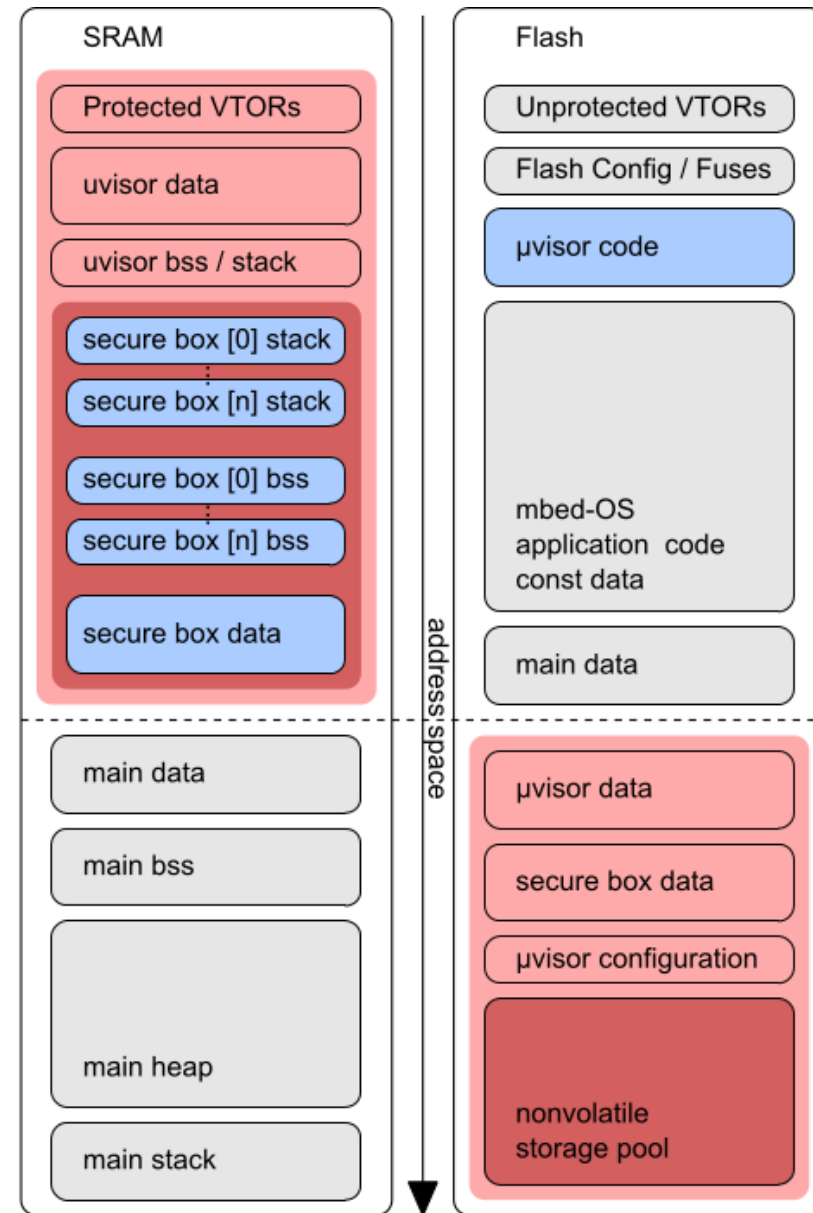 SRAM
Protected VTORs
uvisor data
uvisor bss / stack
secure box [0] stack
secure box [n] stack
secure box [0] bss
secure box [n] bss
secure box data
main data
main bss
main heap
main stack
address space
Flash
Unprotected VTORs
Flash Config / Fuses
µvisor code
mbed-OS
application code
const data
main data
µvisor data
secure box data
µvisor configuration
nonvolatile
storage pool